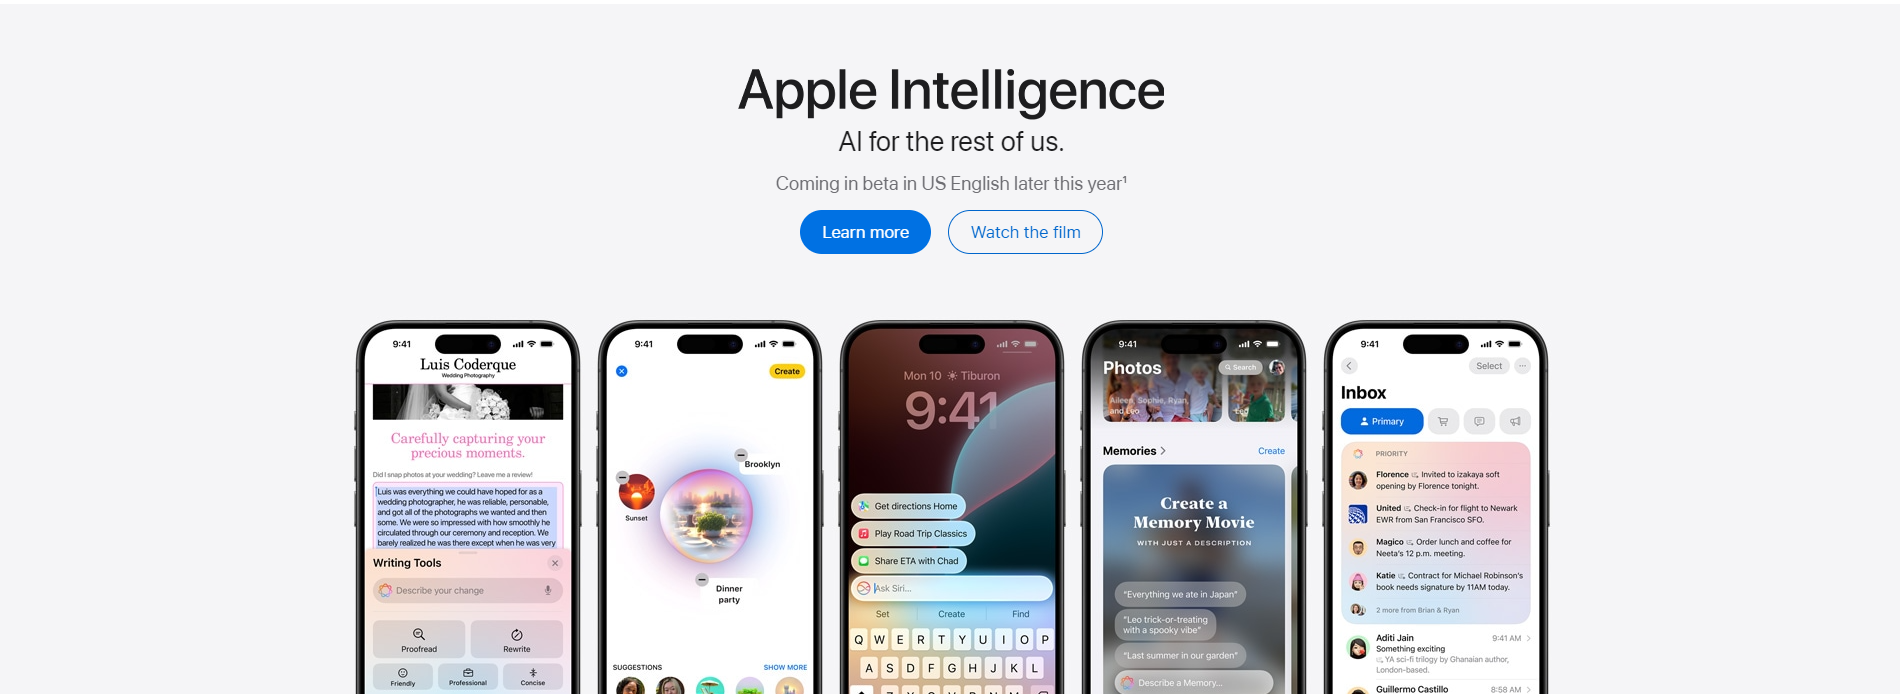 Apple Intelligence
AI for the rest of us.
Coming in beta in US English later this year¹
Learn more
Watch the film
9:41
Luis Coderque
Wedding Photography
Carefully capturing your
precious moments.
Did I snap photos at your wedding? Leave me a review!
Luis was everything we could have hoped for as a
wedding photographer, he was reliable, personable,
and got all of the photographs we wanted and then
some. We were so impressed with how smoothly he
circulated through our ceremony and reception. We
barely realized he was there except when he was very
Writing Tools
Describe your change
Proofread
Rewrite
Friendly
Professional
Concise
9:41
Create
Brooklyn
Sunset
Dinner
party
SUGGESTIONS
SHOW MORE
Mon 10 Tiburon
9:41
Get directions Home
Play Road Trip Classics
Share ETA with Chad
Ask Siri...
Set
Create
Find
Q W E R T Y U I O P
A S D F G H J K L
Z X C V B N M
9:41
Photos
Search
Aileen, Sophie, Ryan,
and Leo
Leo
Memories
Create
Create a
Memory Movie
WITH JUST A DESCRIPTION
“Everything we ate in Japan”
“Leo trick-or-treating
with a spooky vibe”
“Last summer in our garden”
Describe a Memory...
9:41
Select
Inbox
Primary
PRIORITY
Florence Invited to izakaya soft
opening by Florence tonight.
United Check-in for flight to Newark
EWR from San Francisco SFO.
Magico Order lunch and coffee for
Neeta’s 12 p.m. meeting.
Katie Contract for Michael Robinson’s
book needs signature by 11AM today.
2 more from Brian & Ryan
Aditi Jain
9:41 AM
Something exciting
YA sci-fi trilogy by Ghanaian author,
London-based.
Guillermo Castillo
8:58 AM